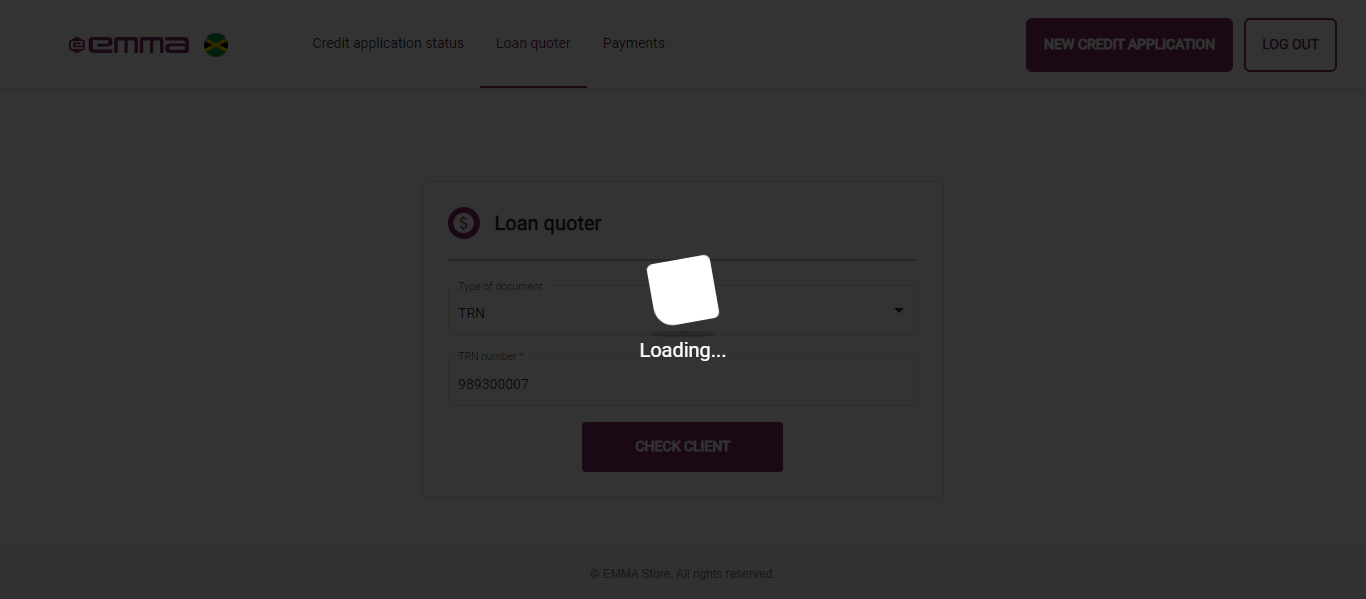 emma
Credit application status
Loan quoter
Payments
NEW CREDIT APPLICATION
LOG OUT
$
Loan quoter
Type of document
TRN
Loading...
TRN number *
989300007
CHECK CLIENT
© EMMA Store. All rights reserved.